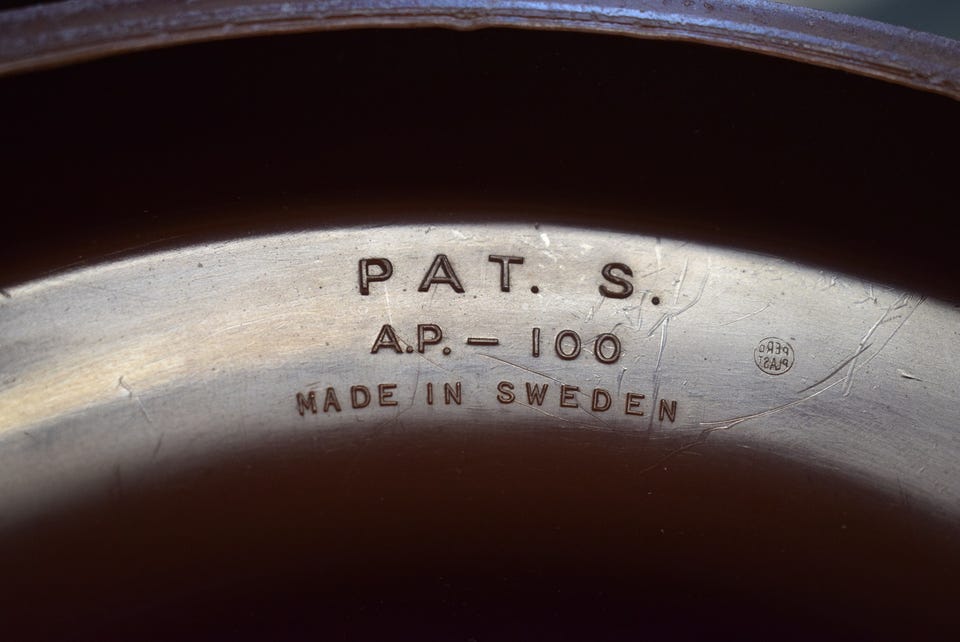 PAT. S.
A.P. – 100
MADE IN SWEDEN
PERO
PLAST